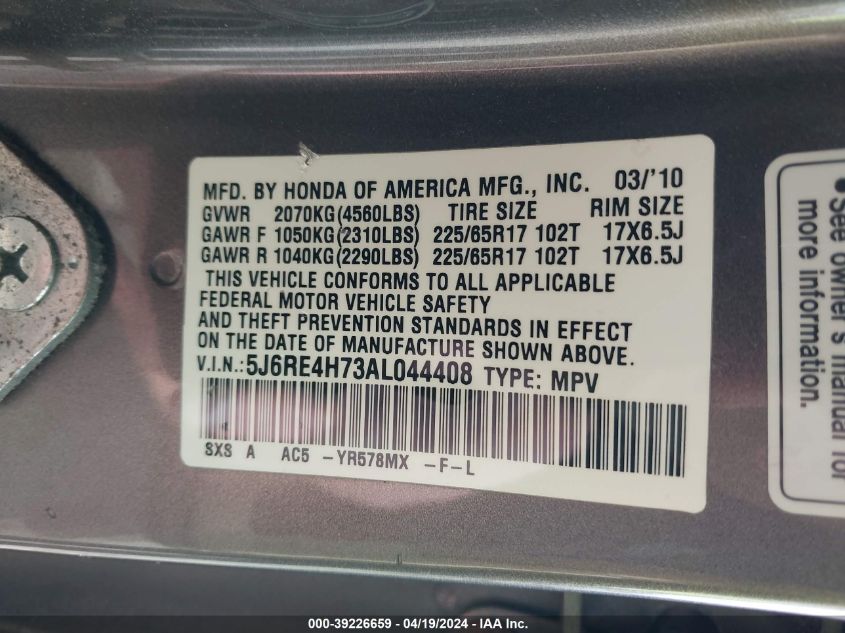 MFD. BY HONDA OF AMERICA MFG., INC. 03/'10
GVWR 2070KG(4560LBS) TIRE SIZE RIM SIZE
GAWR F 1050KG(2310LBS) 225/65R17 102T 17X6.5J
GAWR R 1040KG(2290LBS) 225/65R17 102T 17X6.5J
THIS VEHICLE CONFORMS TO ALL APPLICABLE
FEDERAL MOTOR VEHICLE SAFETY
AND THEFT PREVENTION STANDARDS IN EFFECT
ON THE DATE OF MANUFACTURE SHOWN ABOVE.
V.I.N.: 5J6RE4H73AL044408 TYPE: MPV
SXS A AC5 -YR578MX -F-L
•See owner's manual for
more information.
000-39226659 - 04/19/2024 - IAA Inc.